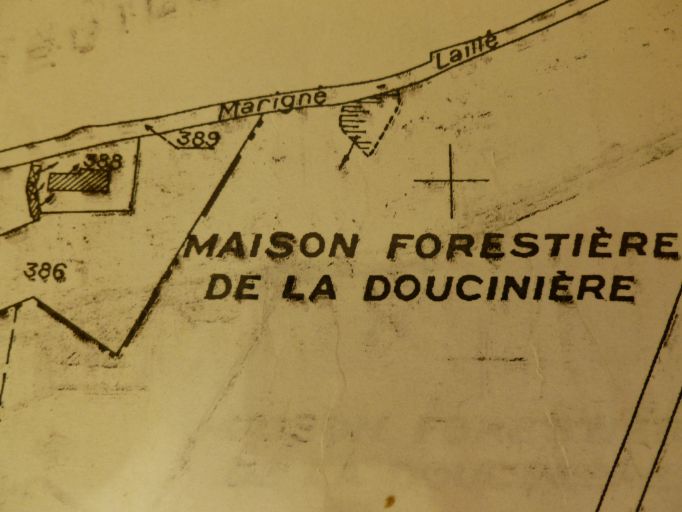 Marigné Laillé
389
388
386
MAISON FORESTIÈRE
DE LA DOUCINIÈRE